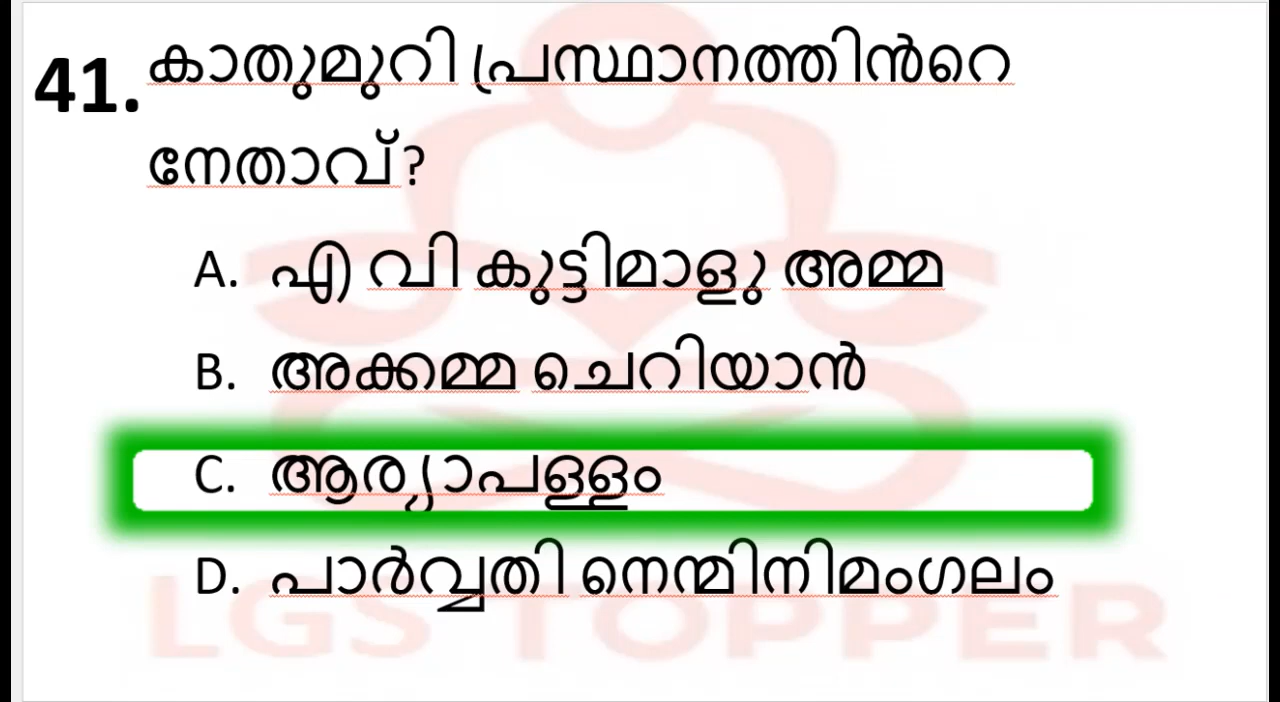 41. കാതുമുറി പ്രസ്ഥാനത്തിൻറെ
നേതാവ്?
A. എ വി കുട്ടിമാളു അമ്മ
B. അക്കമ്മ ചെറിയാൻ
C. ആര്യാപള്ളം
D. പാർവ്വതി നെന്മിനിമംഗലം
LGS TOPPER